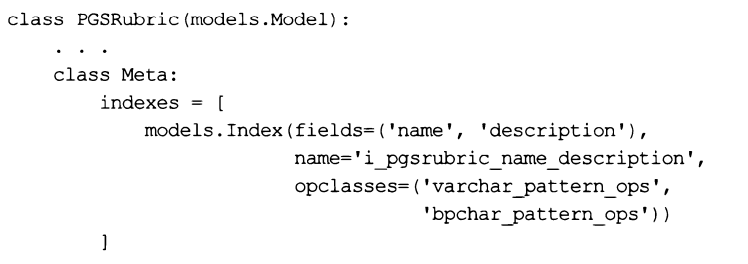 class PGSRubric(models.Model):
    . . .
    class Meta:
        indexes = [
            models.Index(fields=('name', 'description'),
                         name='i_pgsrubric_name_description',
                         opclasses=('varchar_pattern_ops',
                                    'bpchar_pattern_ops'))
        ]